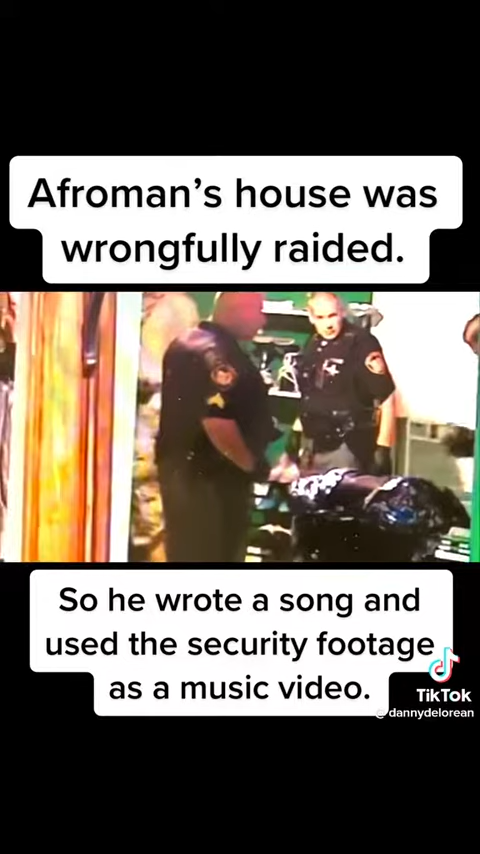 Afroman's house was
wrongfully raided.
So he wrote a song and
used the security footage
as a music video.
TikTok
@dannydelorean